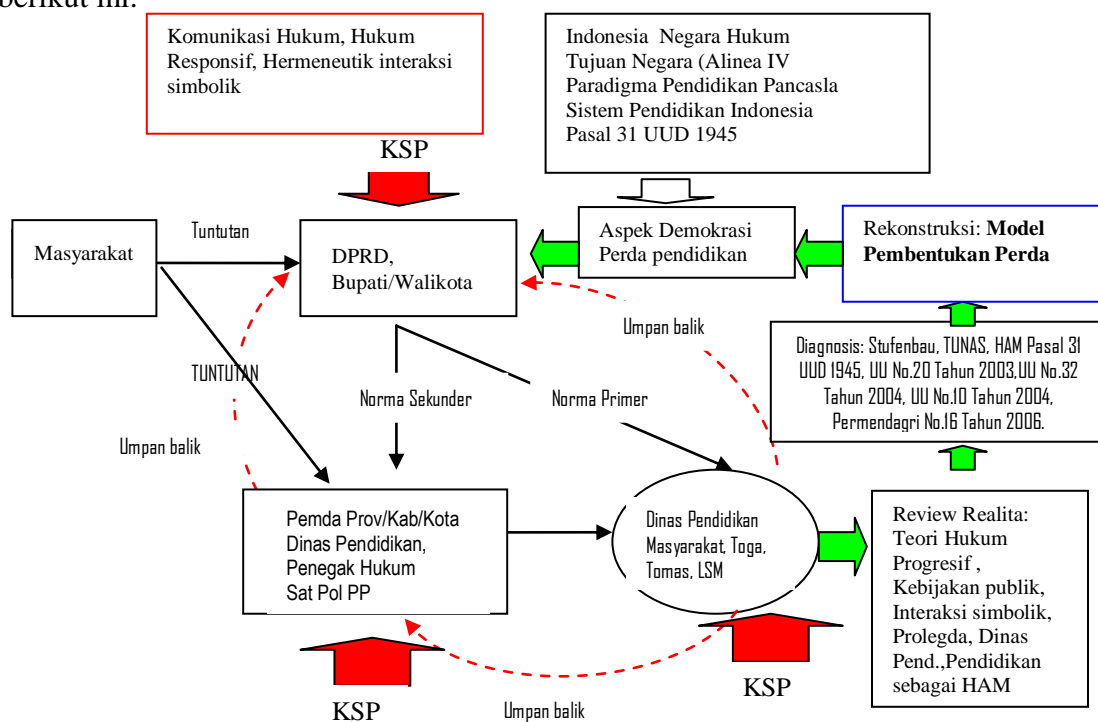 berikut ini:
Komunikasi Hukum, Hukum
Responsif, Hermeneutik interaksi
simbolik
Indonesia Negara Hukum
Tujuan Negara (Alinea IV
Paradigma Pendidikan Pancasla
Sistem Pendidikan Indonesia
Pasal 31 UUD 1945
KSP
Masyarakat
Tuntutan
DPRD,
Bupati/Walikota
Aspek Demokrasi
Perda pendidikan
Rekonstruksi: Model
Pembentukan Perda
Umpan balik
Diagnosis: Stufenbau, TUNAS, HAM Pasal 31
UUD 1945, UU No.20 Tahun 2003,UU No.32
Tahun 2004, UU No.10 Tahun 2004,
Permendagri No.16 Tahun 2006.
TUNTUTAN
Norma Sekunder
Norma Primer
Umpan balik
Pemda Prov/Kab/Kota
Dinas Pendidikan,
Penegak Hukum
Sat Pol PP
Dinas Pendidikan
Masyarakat, Toga,
Tomas, LSM
Review Realita:
Teori Hukum
Progresif ,
Kebijakan publik,
Interaksi simbolik,
Prolegda, Dinas
Pend.,Pendidikan
sebagai HAM
KSP
Umpan balik
KSP